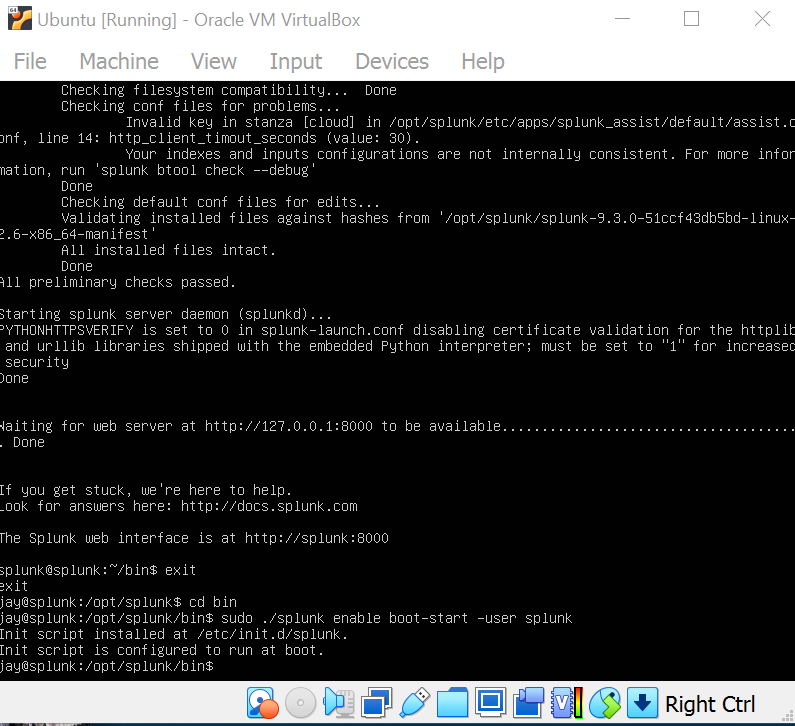 Ubuntu [Running] - Oracle VM VirtualBox
File Machine View Input Devices Help
Checking filesystem compatibility... Done
Checking conf files for problems...
Invalid key in stanza [cloud] in /opt/splunk/etc/apps/splunk_assist/default/assist.c
onf, line 14: http_client_timout_seconds (value: 30).
Your indexes and inputs configurations are not internally consistent. For more infor
mation, run 'splunk btool check --debug'
Done
Checking default conf files for edits...
Validating installed files against hashes from '/opt/splunk/splunk-9.3.0-51ccf43db5bd-linux-
2.6-x86_64-manifest'
All installed files intact.
Done
All preliminary checks passed.
Starting splunk server daemon (splunkd)...
PYTHONHTTPSVERIFY is set to 0 in splunk-launch.conf disabling certificate validation for the httplib
and urllib libraries shipped with the embedded Python interpreter; must be set to "1" for increased
security
Done
Waiting for web server at http://127.0.0.1:8000 to be available.....................................
. Done
If you get stuck, we're here to help.
Look for answers here: http://docs.splunk.com
The Splunk web interface is at http://splunk:8000
splunk@splunk:~/bin$ exit
exit
jay@splunk:/opt/splunk$ cd bin
jay@splunk:/opt/splunk/bin$ sudo ./splunk enable boot-start -user splunk
Init script installed at /etc/init.d/splunk.
Init script is configured to run at boot.
jay@splunk:/opt/splunk/bin$
Right Ctrl